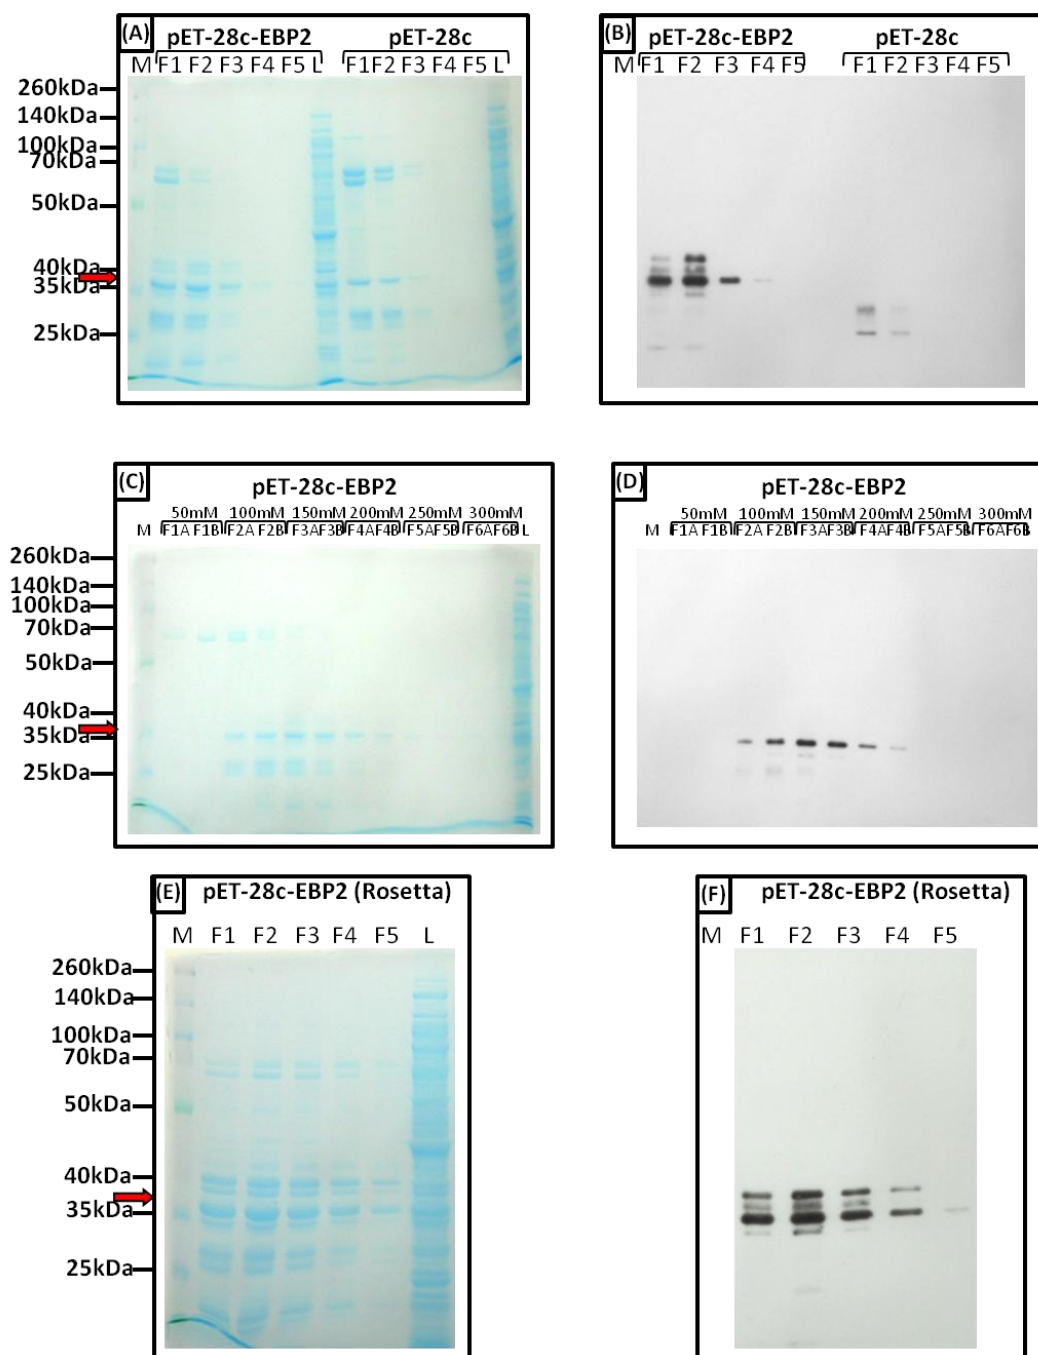 (A) pET-28c-EBP2 pET-28c
M F1 F2 F3 F4 F5 L F1 F2 F3 F4 F5 L
260kDa
140kDa
100kDa
70kDa
50kDa
40kDa
35kDa
25kDa
(B) pET-28c-EBP2 pET-28c
M F1 F2 F3 F4 F5 F1 F2 F3 F4 F5
(C) pET-28c-EBP2
50mM 100mM 150mM 200mM 250mM 300mM
M F1A F1B F2A F2B F3A F3B F4A F4B F5A F5B F6A F6B L
260kDa
140kDa
100kDa
70kDa
50kDa
40kDa
35kDa
25kDa
(D) pET-28c-EBP2
50mM 100mM 150mM 200mM 250mM 300mM
M F1A F1B F2A F2B F3A F3B F4A F4B F5A F5B F6A F6B
(E) pET-28c-EBP2 (Rosetta)
M F1 F2 F3 F4 F5 L
260kDa
140kDa
100kDa
70kDa
50kDa
40kDa
35kDa
25kDa
(F) pET-28c-EBP2 (Rosetta)
M F1 F2 F3 F4 F5